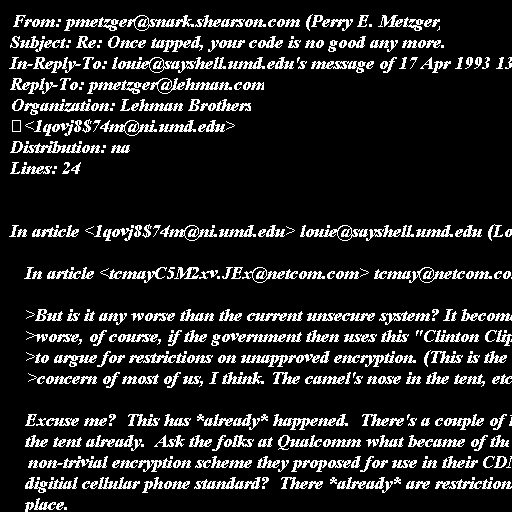 From: pmetzger@snark.shearson.com (Perry E. Metzger
Subject: Re: Once tapped, your code is no good any more.
In-Reply-To: louie@sayshell.umd.edu's message of 17 Apr 1993 13
Reply-To: pmetzger@lehman.com
Organization: Lehman Brothers
<1qovj8$74m@ni.umd.edu>
Distribution: na
Lines: 24
In article <1qovj8$74m@ni.umd.edu> louie@sayshell.umd.edu (Lo
In article <tcmayC5M2xv.JEx@netcom.com> tcmay@netcom.co
>But is it any worse than the current unsecure system? It becom
>worse, of course, if the government then uses this "Clinton Clip
>to argue for restrictions on unapproved encryption. (This is the
>concern of most of us, I think. The camel's nose in the tent, etc
Excuse me?  This has *already* happened.  There's a couple of
the tent already.  Ask the folks at Qualcomm what became of the
non-trivial encryption scheme they proposed for use in their CDM
digitial cellular phone standard?  There *already* are restriction
place.